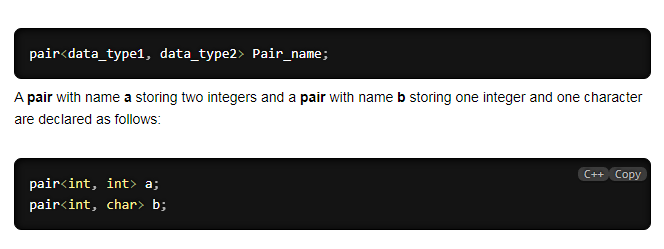 pair<data_type1, data_type2> Pair_name;
A pair with name a storing two integers and a pair with name b storing one integer and one character
are declared as follows:
C++ Copy
pair<int, int> a;
pair<int, char> b;